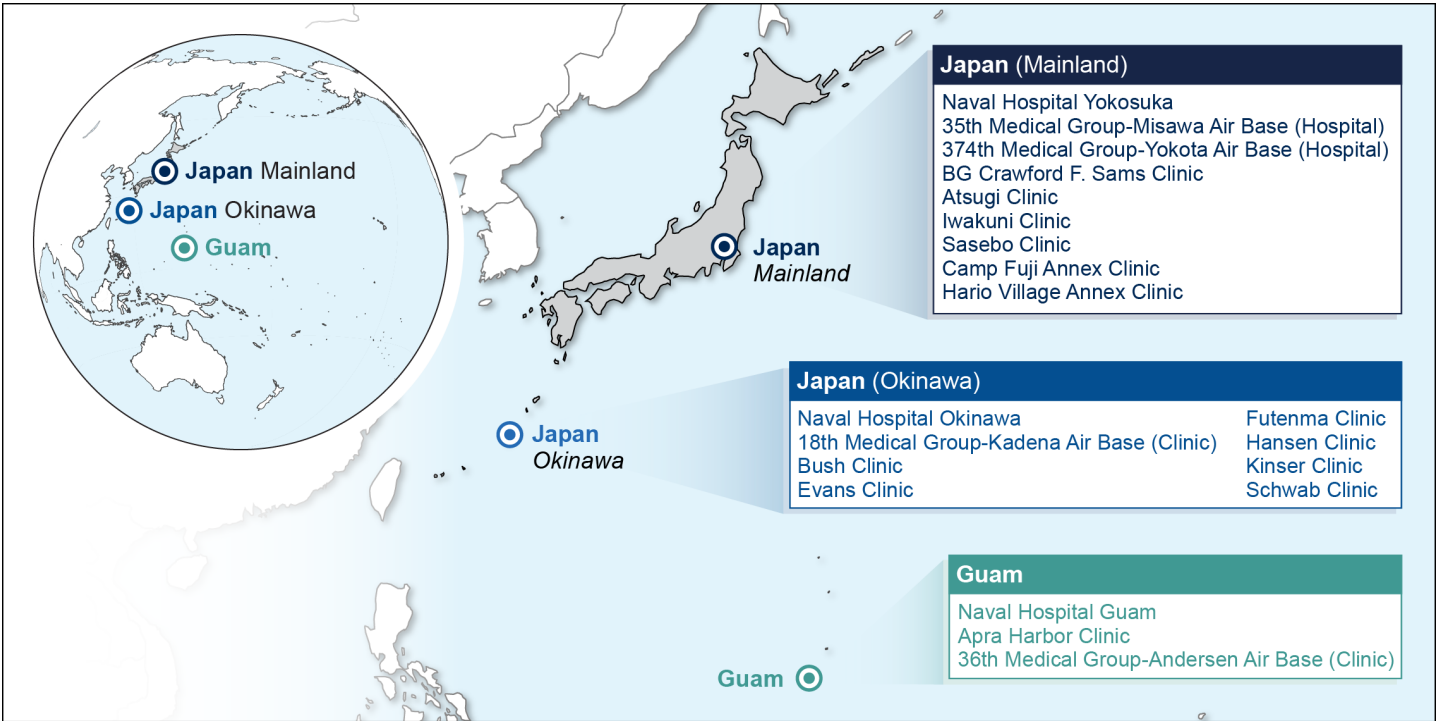 Japan Mainland
Japan Okinawa
Guam
Japan
Mainland
Japan (Mainland)
Naval Hospital Yokosuka
35th Medical Group-Misawa Air Base (Hospital)
374th Medical Group-Yokota Air Base (Hospital)
BG Crawford F. Sams Clinic
Atsugi Clinic
Iwakuni Clinic
Sasebo Clinic
Camp Fuji Annex Clinic
Hario Village Annex Clinic
Japan
Okinawa
Japan (Okinawa)
Naval Hospital Okinawa
18th Medical Group-Kadena Air Base (Clinic)
Bush Clinic
Evans Clinic
Futenma Clinic
Hansen Clinic
Kinser Clinic
Schwab Clinic
Guam
Guam
Naval Hospital Guam
Apra Harbor Clinic
36th Medical Group-Andersen Air Base (Clinic)